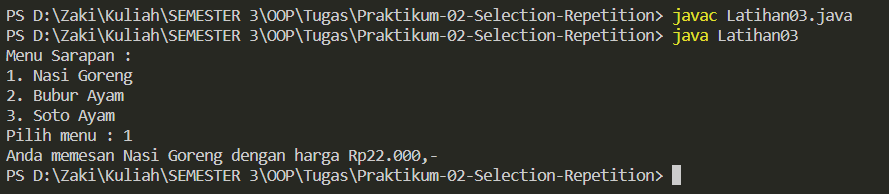 PS D:\Zaki\Kuliah\SEMESTER 3\OOP\Tugas\Praktikum-02-Selection-Repetition> javac Latihan03.java
PS D:\Zaki\Kuliah\SEMESTER 3\OOP\Tugas\Praktikum-02-Selection-Repetition> java Latihan03
Menu Sarapan :
1. Nasi Goreng
2. Bubur Ayam
3. Soto Ayam
Pilih menu : 1
Anda memesan Nasi Goreng dengan harga Rp22.000,-
PS D:\Zaki\Kuliah\SEMESTER 3\OOP\Tugas\Praktikum-02-Selection-Repetition>